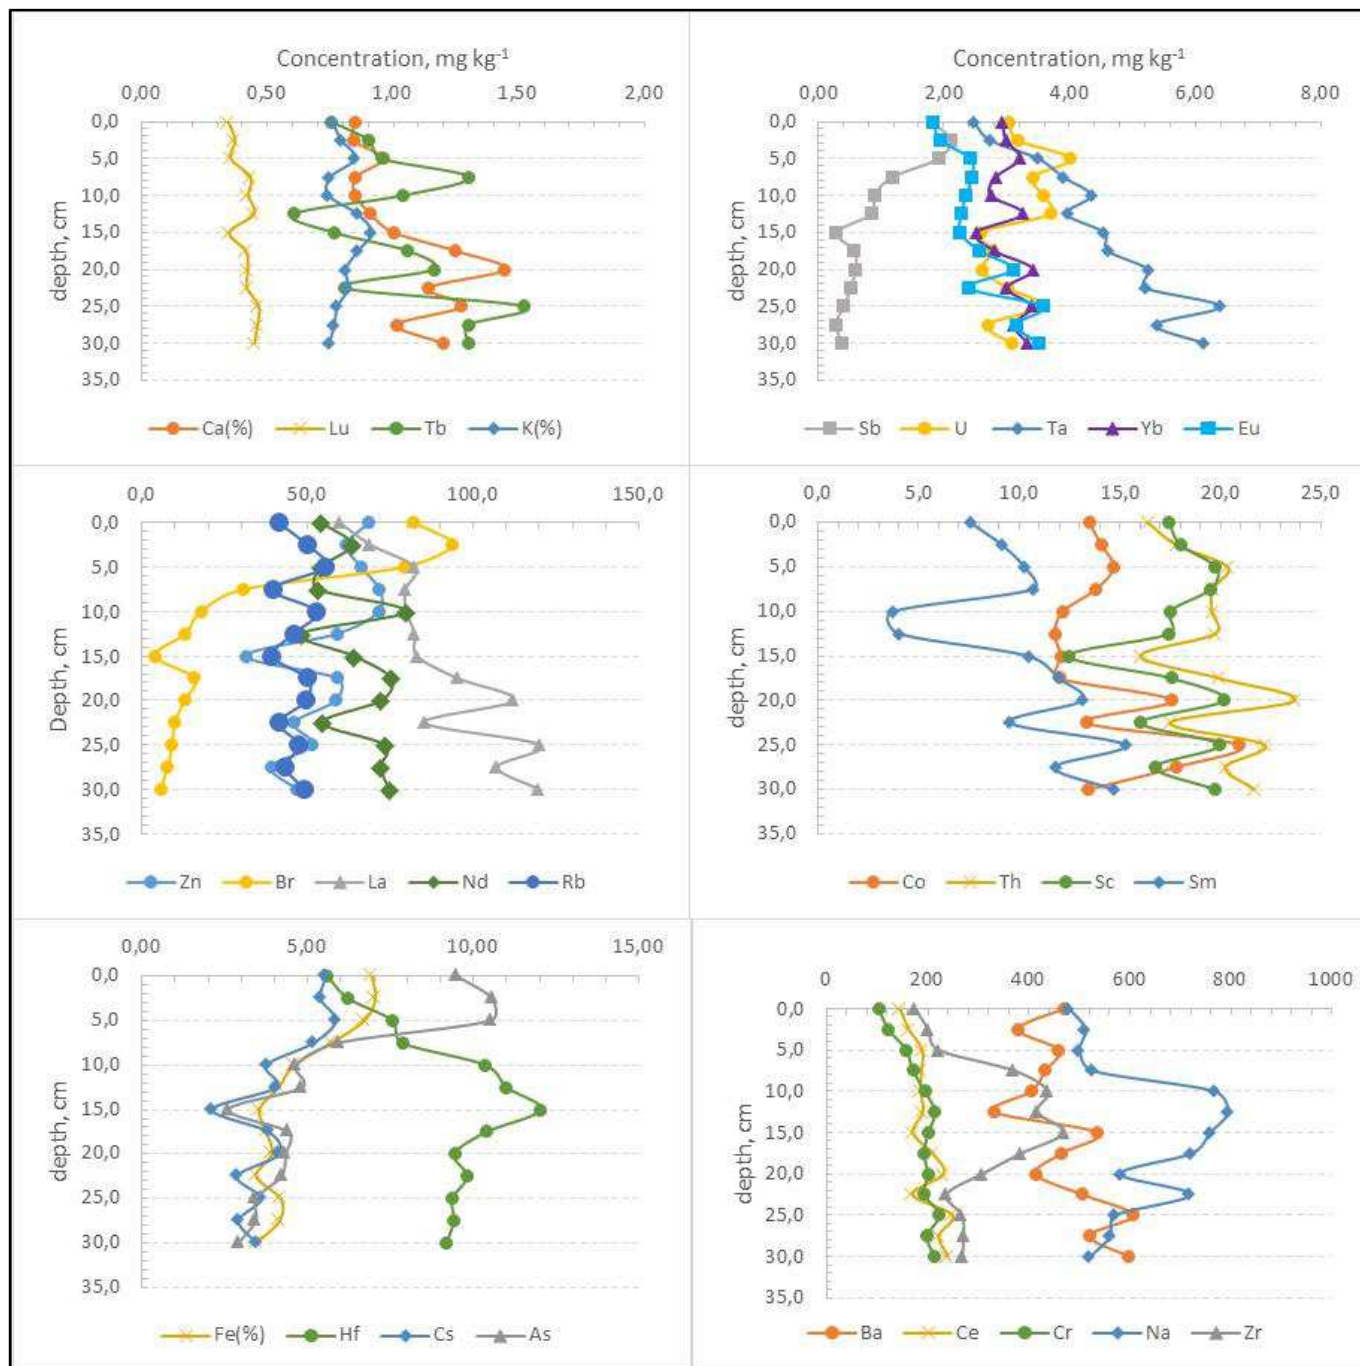 Concentration, mg kg⁻¹
0,00 0,50 1,00 1,50 2,00
0,0
5,0
10,0
15,0
20,0
25,0
30,0
35,0
depth, cm
Ca(%) Lu Tb K(%)
Concentration, mg kg⁻¹
0,00 2,00 4,00 6,00 8,00
0,0
5,0
10,0
15,0
20,0
25,0
30,0
35,0
depth, cm
Sb U Ta Yb Eu
0,0 50,0 100,0 150,0
0,0
5,0
10,0
15,0
20,0
25,0
30,0
35,0
Depth, cm
Zn Br La Nd Rb
0,0 5,0 10,0 15,0 20,0 25,0
0,0
5,0
10,0
15,0
20,0
25,0
30,0
35,0
depth, cm
Co Th Sc Sm
0,00 5,00 10,00 15,00
0,0
5,0
10,0
15,0
20,0
25,0
30,0
35,0
depth, cm
Fe(%) Hf Cs As
0 200 400 600 800 1000
0,0
5,0
10,0
15,0
20,0
25,0
30,0
35,0
depth, cm
Ba Ce Cr Na Zr